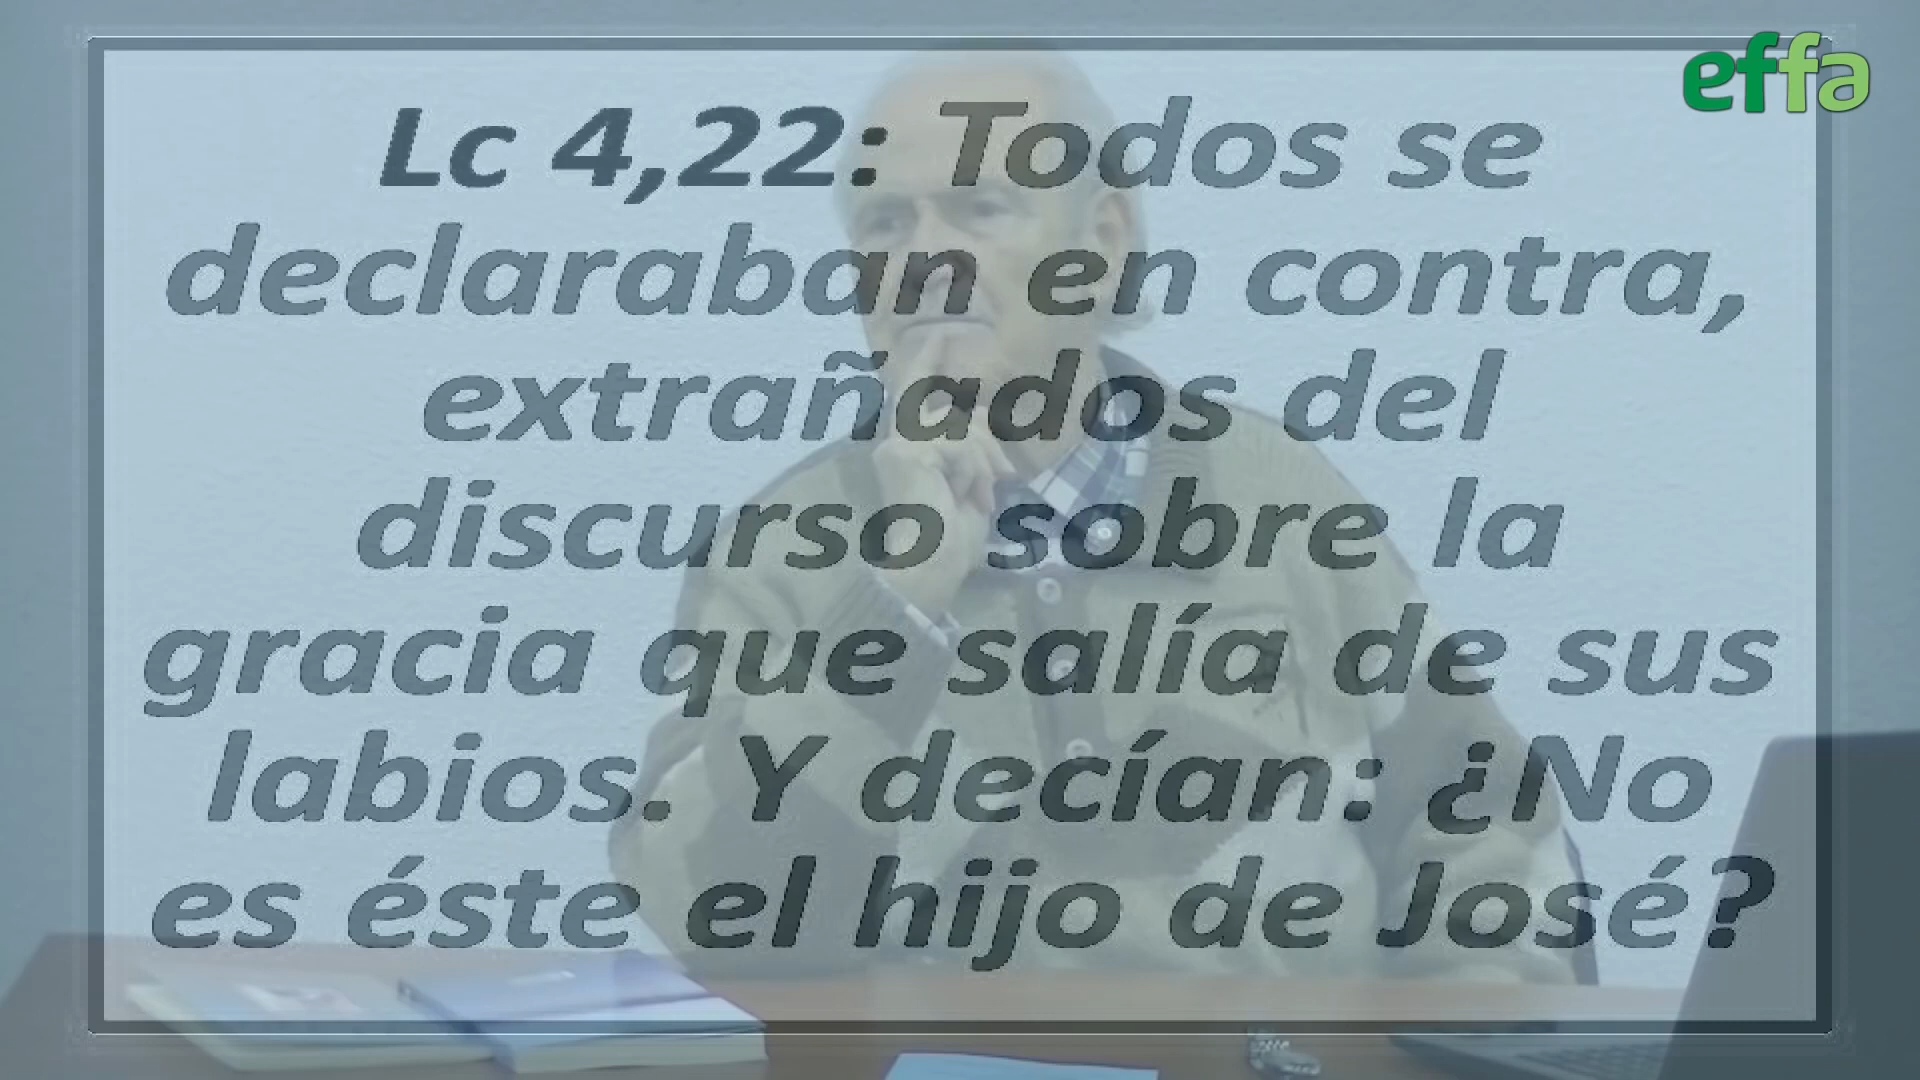 effa
Lc 4,22: Todos se
declaraban en contra,
extrañados del
discurso sobre la
gracia que salía de sus
labios. Y decían: ¿No
es éste el hijo de José?